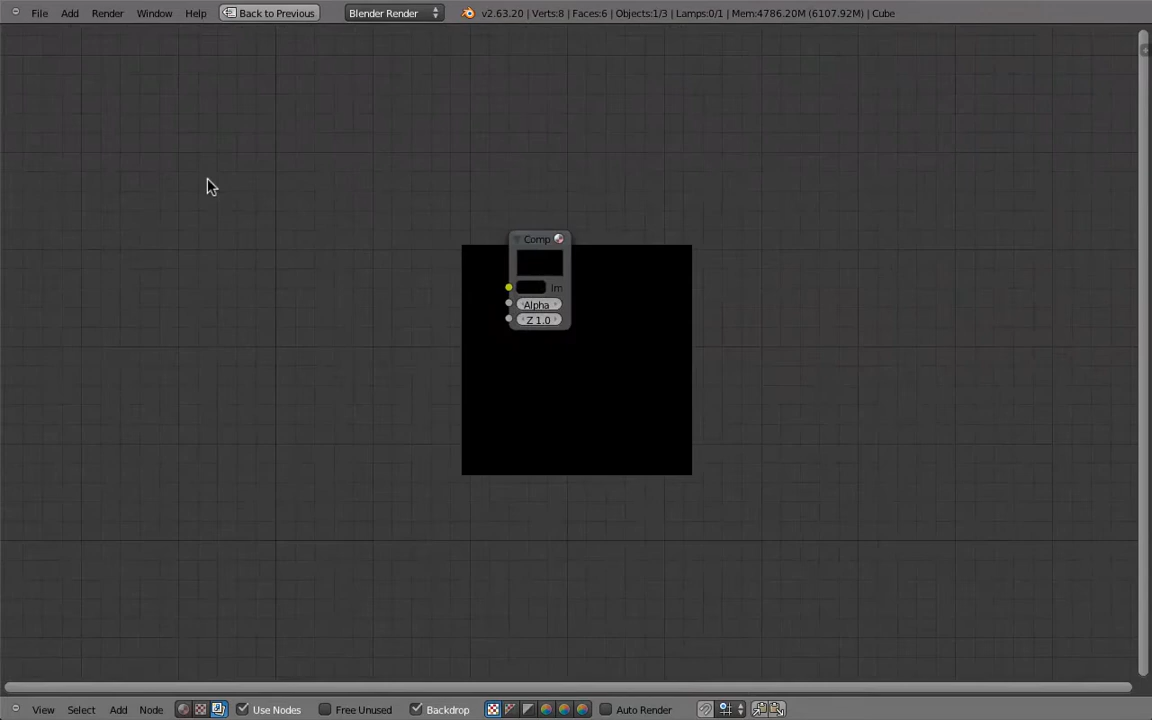 File Add Render Window Help Back to Previous Blender Render v2.63.20 | Verts:8 | Faces:6 | Objects:1/3 | Lamps:0/1 | Mem:4786.20M (6107.92M) | Cube
Comp
Im
Alpha
Z 1.0
View Select Add Node Use Nodes Free Unused Backdrop Auto Render